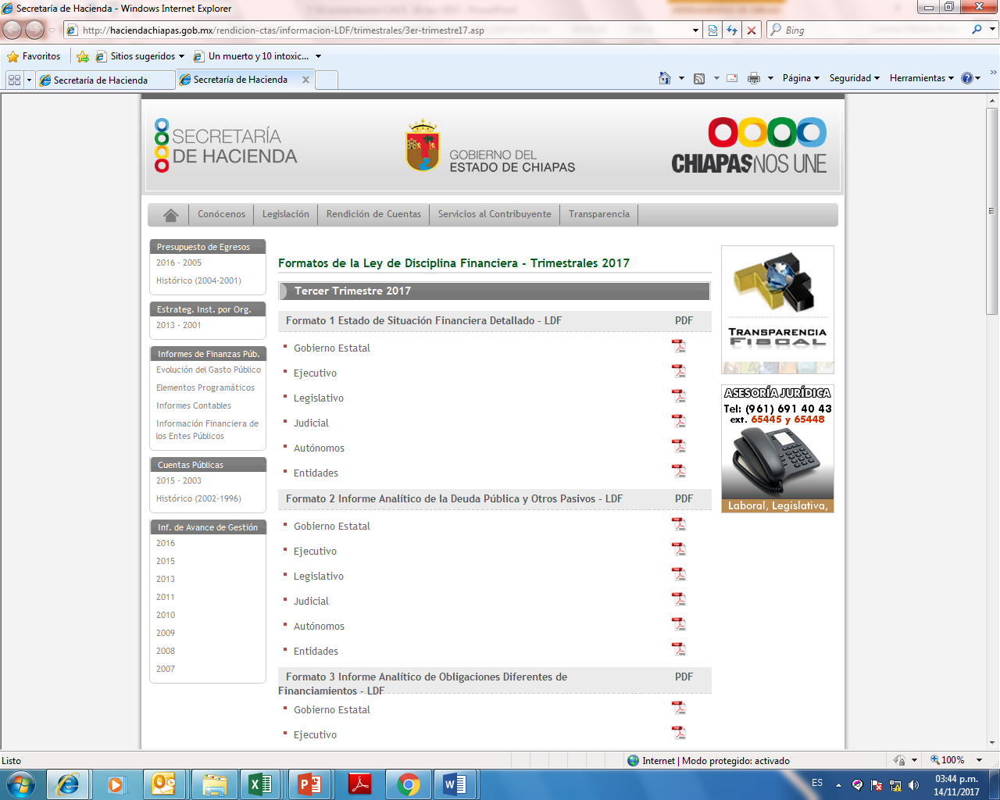 Secretaría de Hacienda - Windows Internet Explorer
http://haciendachiapas.gob.mx/rendicion-ctas/informacion-LDF/trimestrales/3er-trimestre17.asp
Bing
Favoritos
Sitios sugeridos
Un muerto y 10 intoxic...
Secretaría de Hacienda
Secretaría de Hacienda
Página
Seguridad
Herramientas
SECRETARÍA
DE HACIENDA
GOBIERNO DEL
ESTADO DE CHIAPAS
CHIAPAS NOS UNE
Conócenos
Legislación
Rendición de Cuentas
Servicios al Contribuyente
Transparencia
Presupuesto de Egresos
2016 - 2005
Histórico (2004-2001)
Estrateg. Inst. por Org.
2013 - 2001
Informes de Finanzas Púb.
Evolución del Gasto Público
Elementos Programáticos
Informes Contables
Información Financiera de
los Entes Públicos
Cuentas Públicas
2015 - 2003
Histórico (2002-1996)
Inf. de Avance de Gestión
2016
2015
2013
2011
2010
2009
2008
2007
Formatos de la Ley de Disciplina Financiera - Trimestrales 2017
Tercer Trimestre 2017
Formato 1 Estado de Situación Financiera Detallado - LDF PDF
Gobierno Estatal
Ejecutivo
Legislativo
Judicial
Autónomos
Entidades
Formato 2 Informe Analítico de la Deuda Pública y Otros Pasivos - LDF PDF
Gobierno Estatal
Ejecutivo
Legislativo
Judicial
Autónomos
Entidades
Formato 3 Informe Analítico de Obligaciones Diferentes de PDF
Financiamientos - LDF
Gobierno Estatal
Ejecutivo
TRANSPARENCIA
FISCAL
ASESORÍA JURÍDICA
Tel: (961) 691 40 43
ext. 65445 y 65448
Laboral, Legislativa,
Listo
Internet | Modo protegido: activado
100%
ES
03:44 p.m.
14/11/2017